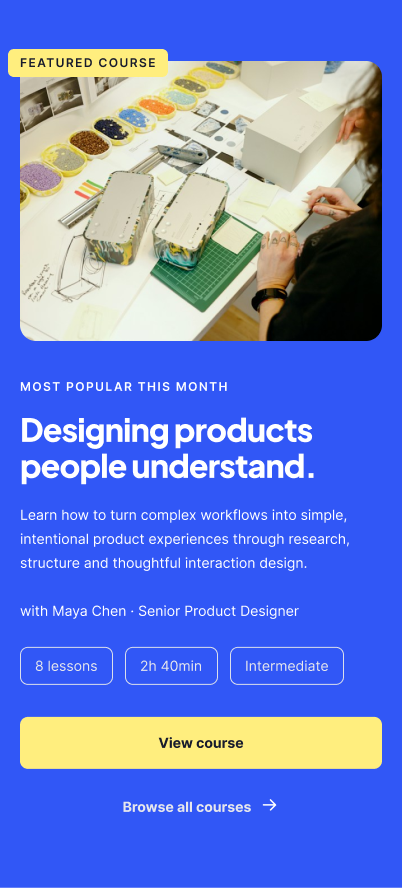 FEATURED COURSE
MOST POPULAR THIS MONTH
Designing products
people understand.
Learn how to turn complex workflows into simple,
intentional product experiences through research,
structure and thoughtful interaction design.
with Maya Chen · Senior Product Designer
8 lessons
2h 40min
Intermediate
View course
Browse all courses →